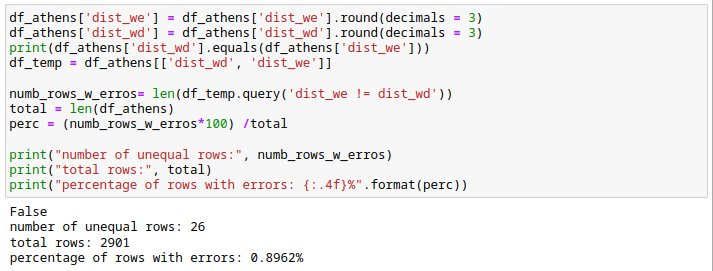 df_athens['dist_we'] = df_athens['dist_we'].round(decimals = 3)
df_athens['dist_wd'] = df_athens['dist_wd'].round(decimals = 3)
print(df_athens['dist_wd'].equals(df_athens['dist_we']))
df_temp = df_athens[['dist_wd', 'dist_we']]
numb_rows_w_erros= len(df_temp.query('dist_we != dist_wd'))
total = len(df_athens)
perc = (numb_rows_w_erros*100) /total
print("number of unequal rows:", numb_rows_w_erros)
print("total rows:", total)
print("percentage of rows with errors: {:.4f}%".format(perc))
False
number of unequal rows: 26
total rows: 2901
percentage of rows with errors: 0.8962%